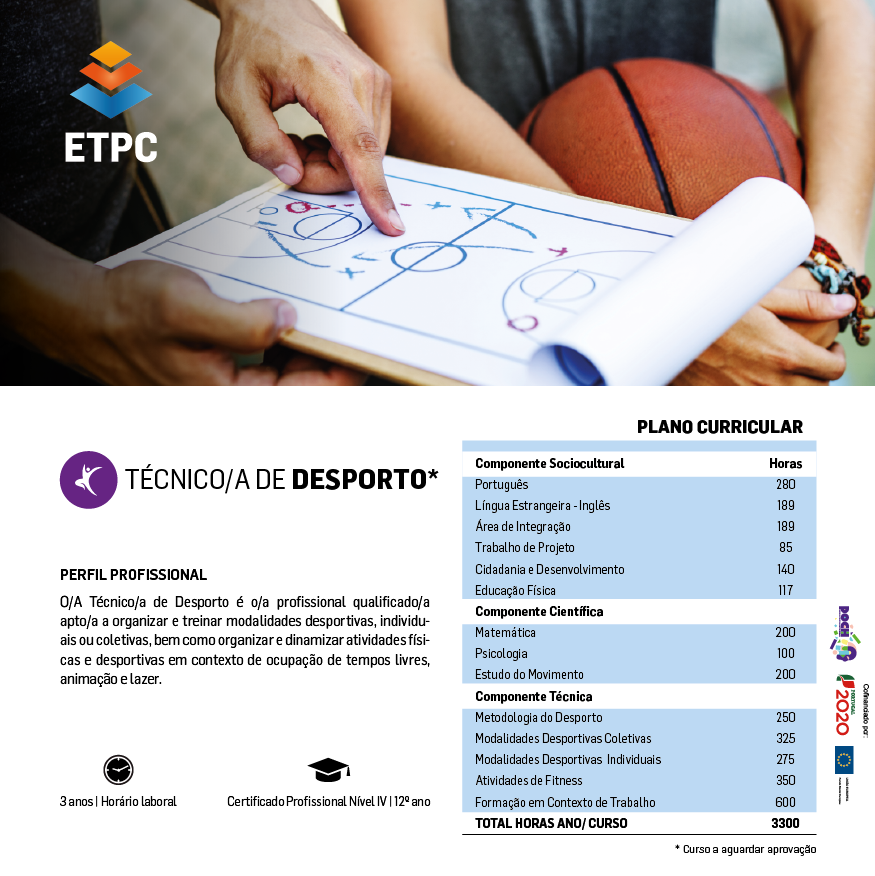 ETPC
TÉCNICO/A DE DESPORTO*
PERFIL PROFISSIONAL
O/A Técnico/a de Desporto é o/a profissional qualificado/a
apto/a a organizar e treinar modalidades desportivas, individu-
ais ou coletivas, bem como organizar e dinamizar atividades físi-
cas e desportivas em contexto de ocupação de tempos livres,
animação e lazer.
3 anos | Horário laboral
Certificado Profissional Nível IV | 12º ano
PLANO CURRICULAR
Componente Sociocultural Horas
Português 280
Língua Estrangeira - Inglês 189
Área de Integração 189
Trabalho de Projeto 85
Cidadania e Desenvolvimento 140
Educação Física 117
Componente Científica
Matemática 200
Psicologia 100
Estudo do Movimento 200
Componente Técnica
Metodologia do Desporto 250
Modalidades Desportivas Coletivas 325
Modalidades Desportivas Individuais 275
Atividades de Fitness 350
Formação em Contexto de Trabalho 600
TOTAL HORAS ANO/ CURSO 3300
* Curso a aguardar aprovação
Cofinanciado por:
POCH
PORTUGAL
2020